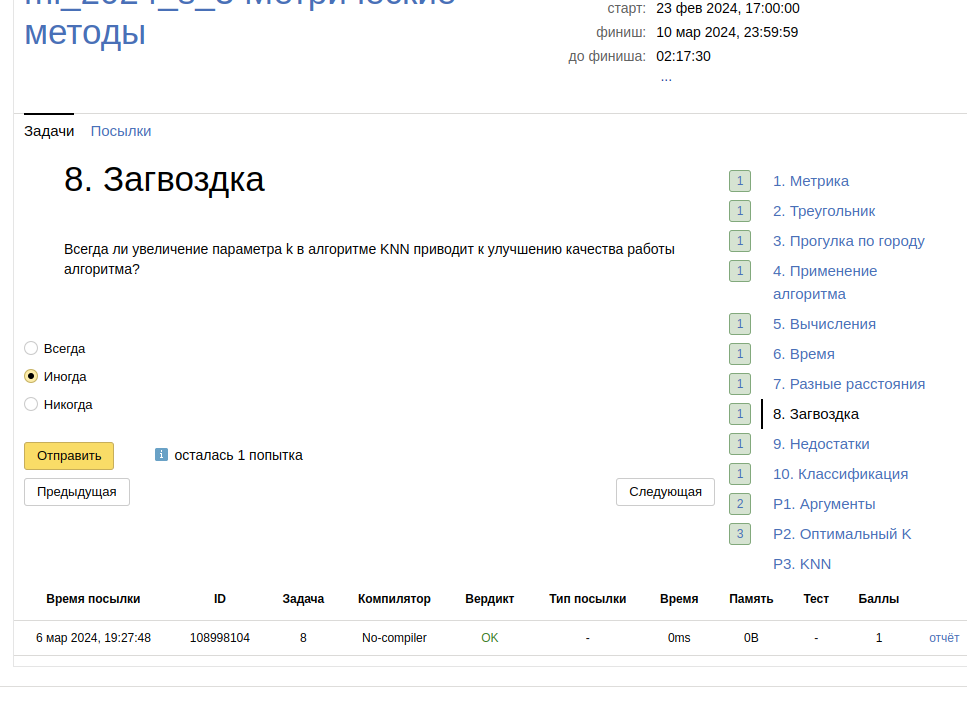 ml_2024_s_3 Метрические
методы
старт: 23 фев 2024, 17:00:00
финиш: 10 мар 2024, 23:59:59
до финиша: 02:17:30
...
Задачи Посылки
8. Загвоздка
Всегда ли увеличение параметра k в алгоритме KNN приводит к улучшению качества работы
алгоритма?
Всегда
Иногда
Никогда
Отправить
i осталась 1 попытка
Предыдущая
Следующая
1 1. Метрика
1 2. Треугольник
1 3. Прогулка по городу
1 4. Применение
алгоритма
1 5. Вычисления
1 6. Время
1 7. Разные расстояния
1 8. Загвоздка
1 9. Недостатки
1 10. Классификация
2 P1. Аргументы
3 P2. Оптимальный K
P3. KNN
Время посылки ID Задача Компилятор Вердикт Тип посылки Время Память Тест Баллы
6 мар 2024, 19:27:48 108998104 8 No-compiler OK - 0ms 0B - 1 отчёт